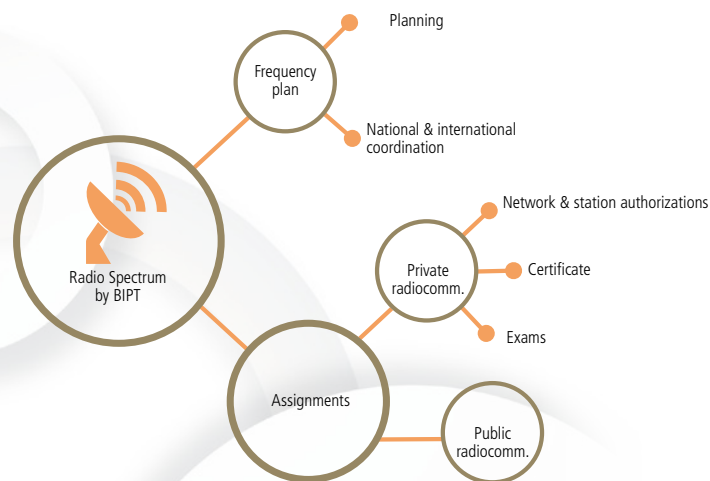 Planning
Frequency
plan
National & international
coordination
Radio Spectrum
by BIPT
Network & station authorizations
Private
radiocomm.
Certificate
Exams
Assignments
Public
radiocomm.